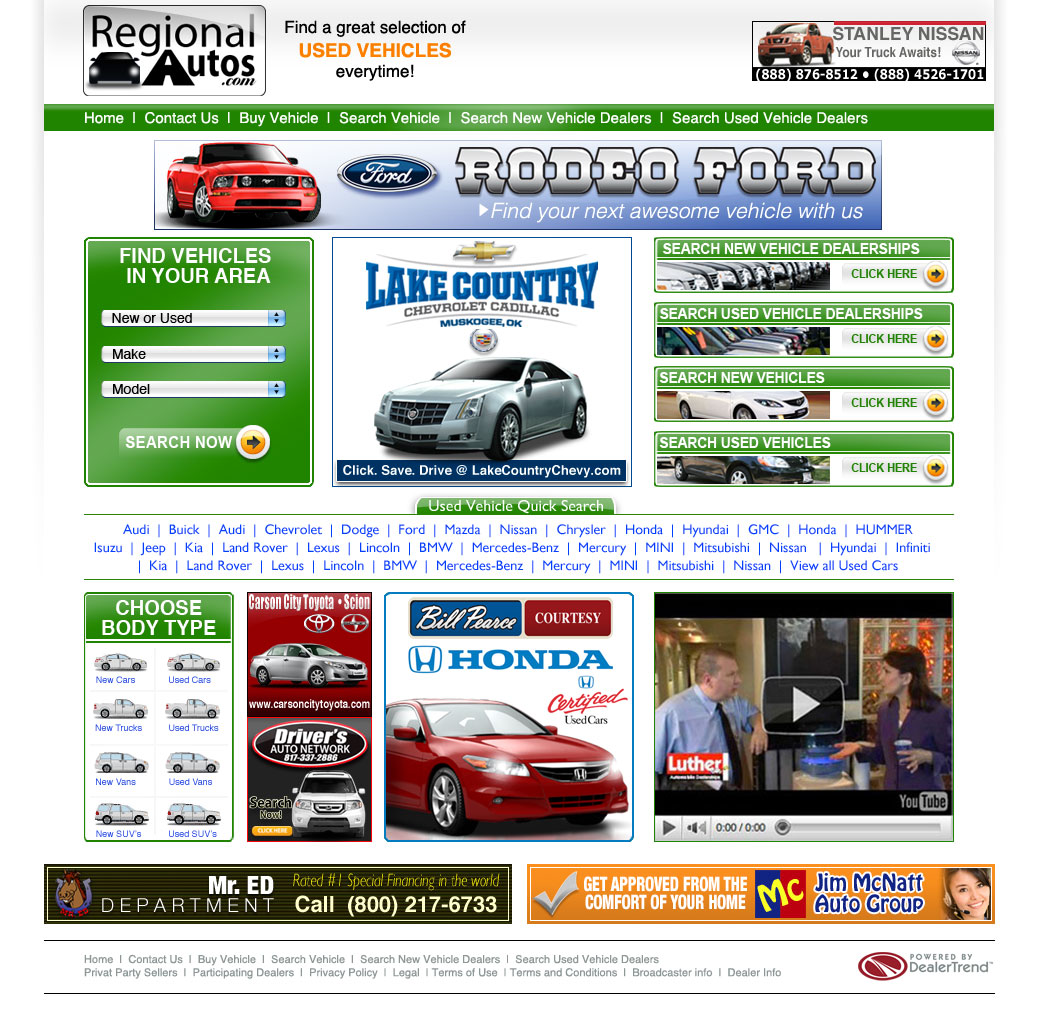 Regional
Autos
.com
Find a great selection of
USED VEHICLES
everytime!
STANLEY NISSAN
Your Truck Awaits!
NISSAN
(888) 876-8512 • (888) 4526-1701
Home | Contact Us | Buy Vehicle | Search Vehicle | Search New Vehicle Dealers | Search Used Vehicle Dealers
Ford
RODEO FORD
Find your next awesome vehicle with us
FIND VEHICLES
IN YOUR AREA
New or Used
Make
Model
SEARCH NOW
LAKE COUNTRY
CHEVROLET CADILLAC
MUSKOGEE, OK
Click. Save. Drive @ LakeCountryChevy.com
SEARCH NEW VEHICLE DEALERSHIPS
CLICK HERE
SEARCH USED VEHICLE DEALERSHIPS
CLICK HERE
SEARCH NEW VEHICLES
CLICK HERE
SEARCH USED VEHICLES
CLICK HERE
Used Vehicle Quick Search
Audi | Buick | Audi | Chevrolet | Dodge | Ford | Mazda | Nissan | Chrysler | Honda | Hyundai | GMC | Honda | HUMMER
Isuzu | Jeep | Kia | Land Rover | Lexus | Lincoln | BMW | Mercedes-Benz | Mercury | MINI | Mitsubishi | Nissan | Hyundai | Infiniti
| Kia | Land Rover | Lexus | Lincoln | BMW | Mercedes-Benz | Mercury | MINI | Mitsubishi | Nissan | View all Used Cars
CHOOSE
BODY TYPE
New Cars
Used Cars
New Trucks
Used Trucks
New Vans
Used Vans
New SUV's
Used SUV's
Carson City Toyota • Scion
www.carsoncitytoyota.com
Driver's
AUTO NETWORK
817-337-2886
Search
Now!
CLICK HERE
Bill Pearce
COURTESY
HONDA
Certified
Used Cars
Luther
Automobile Dealerships
YouTube
0:00 / 0:00
Mr. ED
DEPARTMENT
Rated #1 Special Financing in the world
Call (800) 217-6733
GET APPROVED FROM THE
COMFORT OF YOUR HOME
MC
Jim McNatt
Auto Group
Home | Contact Us | Buy Vehicle | Search Vehicle | Search New Vehicle Dealers | Search Used Vehicle Dealers
Privat Party Sellers | Participating Dealers | Privacy Policy | Legal | Terms of Use | Terms and Conditions | Broadcaster info | Dealer Info
POWERED BY
DealerTrend™